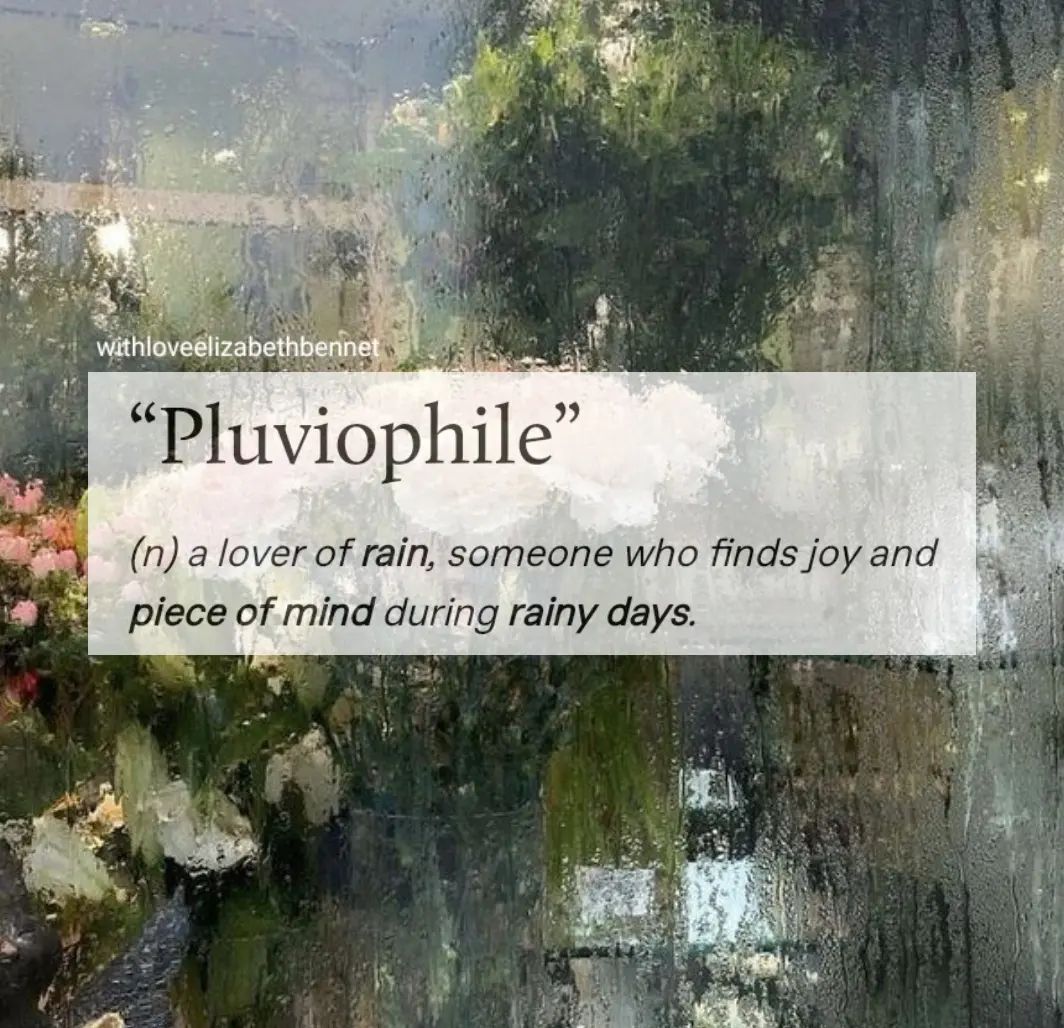 withloveelizabethbennet
“Pluviophile”
(n) a lover of rain, someone who finds joy and
piece of mind during rainy days.